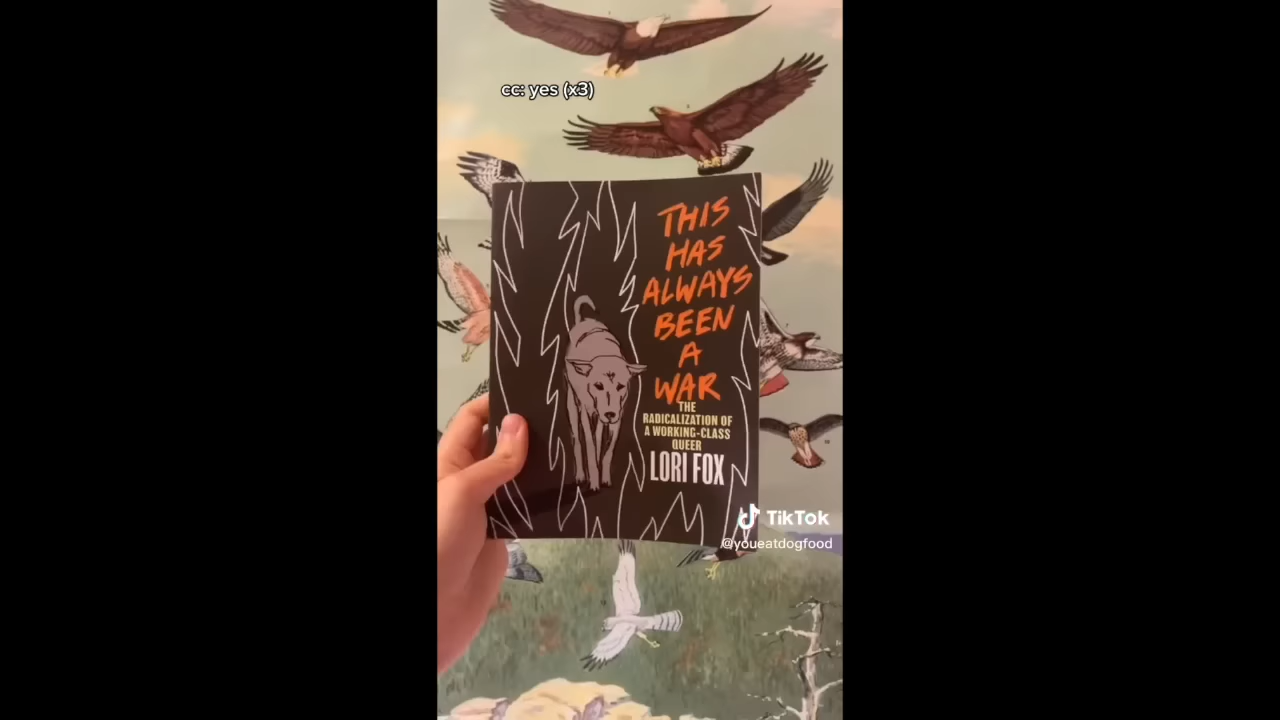 cc: yes (x3)
THIS
HAS
ALWAYS
BEEN
A
WAR
THE
RADICALIZATION OF
A WORKING-CLASS
QUEER
LORI FOX
TikTok
@youeatdogfood